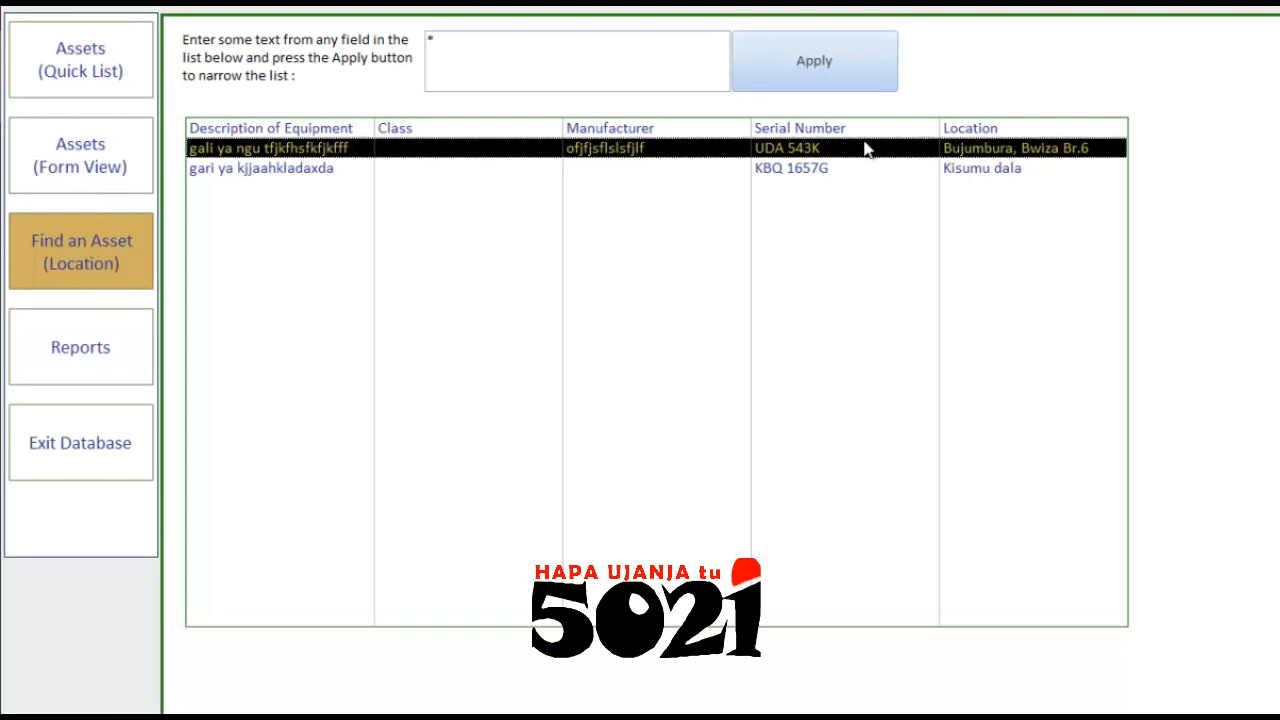 Assets
(Quick List)
Assets
(Form View)
Find an Asset
(Location)
Reports
Exit Database
Enter some text from any field in the
list below and press the Apply button
to narrow the list :
*
Apply
Description of Equipment Class Manufacturer Serial Number Location
gali ya ngu tfjkfhsfkfjkfff ofjfjsflslsfjlf UDA 543K Bujumbura, Bwiza Br.6
gari ya kjjaahkladaxda KBQ 1657G Kisumu dala
HAPA UJANJA tu
5021